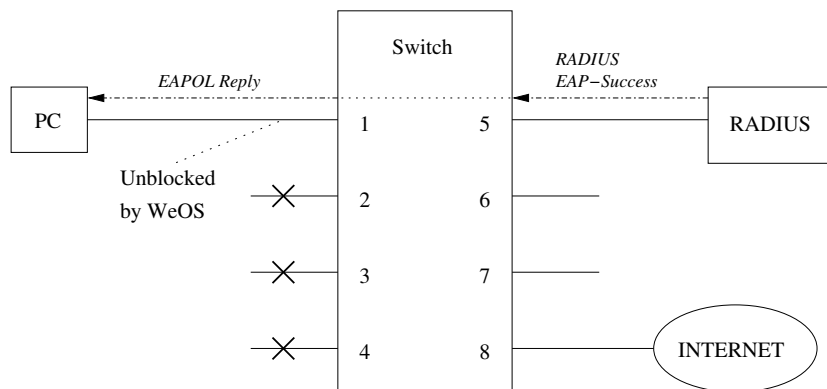 Switch
RADIUS
EAP−Success
EAPOL Reply
PC
1
5
RADIUS
Unblocked
by WeOS
2
6
3
7
4
8
INTERNET